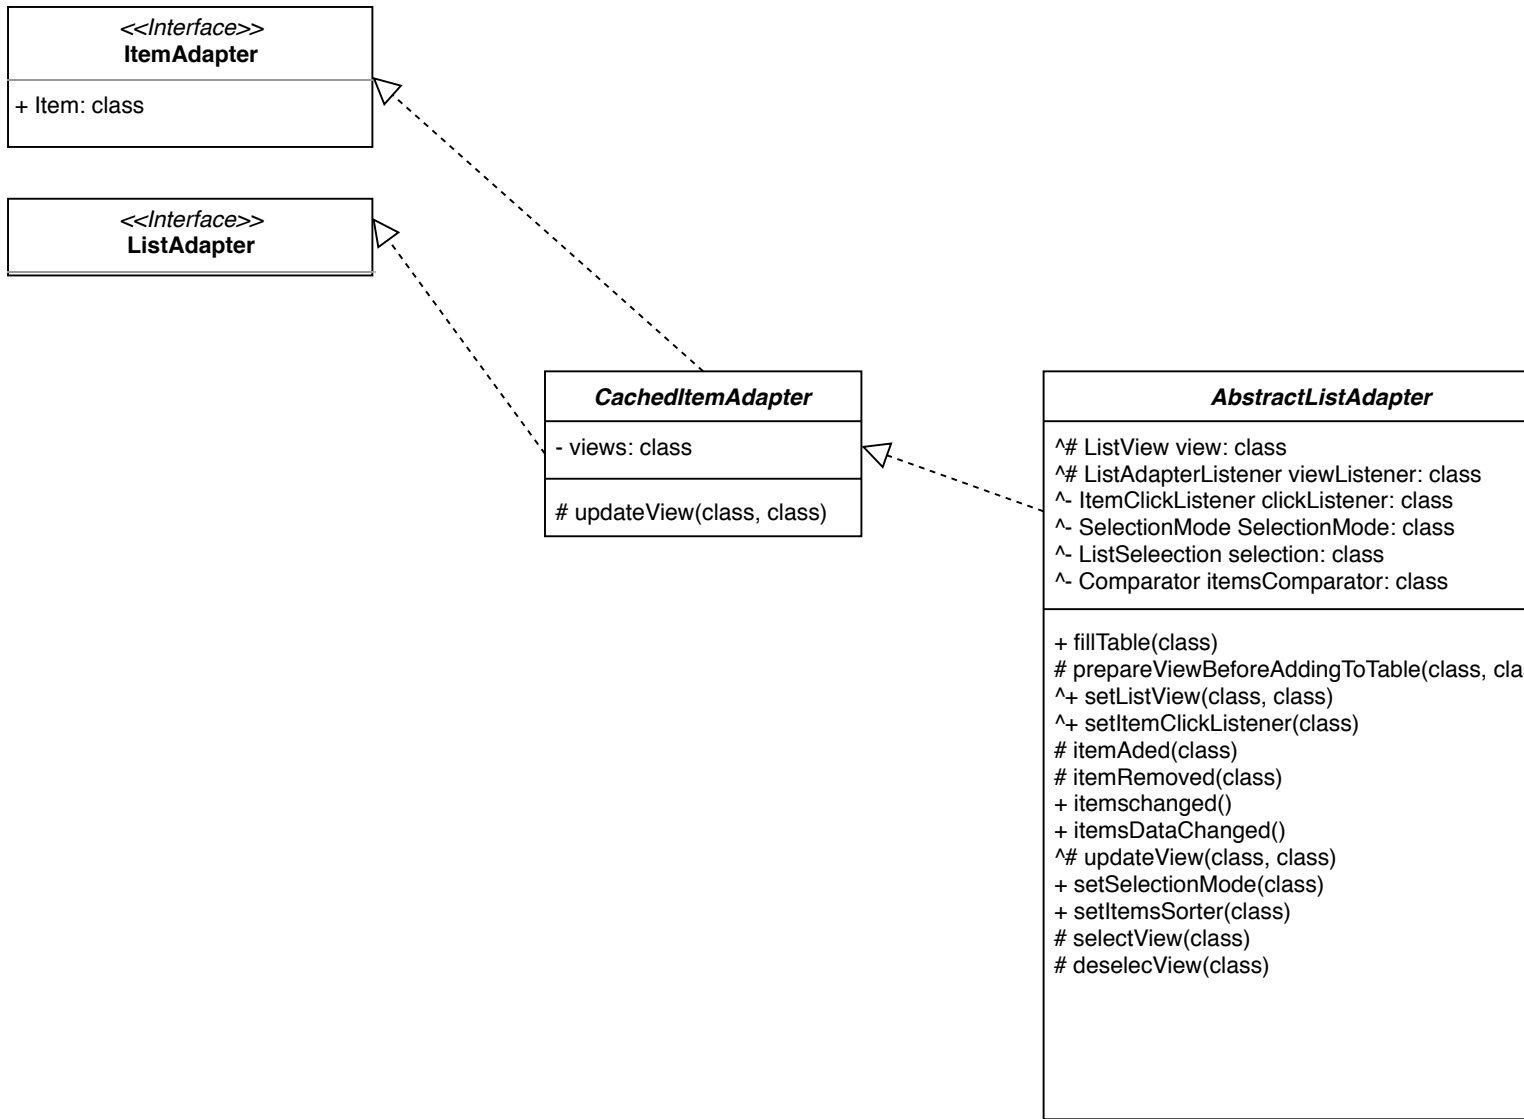 <<Interface>>
ItemAdapter
+ Item: class
<<Interface>>
ListAdapter
CachedItemAdapter
- views: class
# updateView(class, class)
AbstractListAdapter
^# ListView view: class
^# ListAdapterListener viewListener: class
^- ItemClickListener clickListener: class
^- SelectionMode SelectionMode: class
^- ListSeleection selection: class
^- Comparator itemsComparator: class
+ fillTable(class)
# prepareViewBeforeAddingToTable(class, cla
^+ setListView(class, class)
^+ setItemClickListener(class)
# itemAded(class)
# itemRemoved(class)
+ itemschanged()
+ itemsDataChanged()
^# updateView(class, class)
+ setSelectionMode(class)
+ setItemsSorter(class)
# selectView(class)
# deselecView(class)